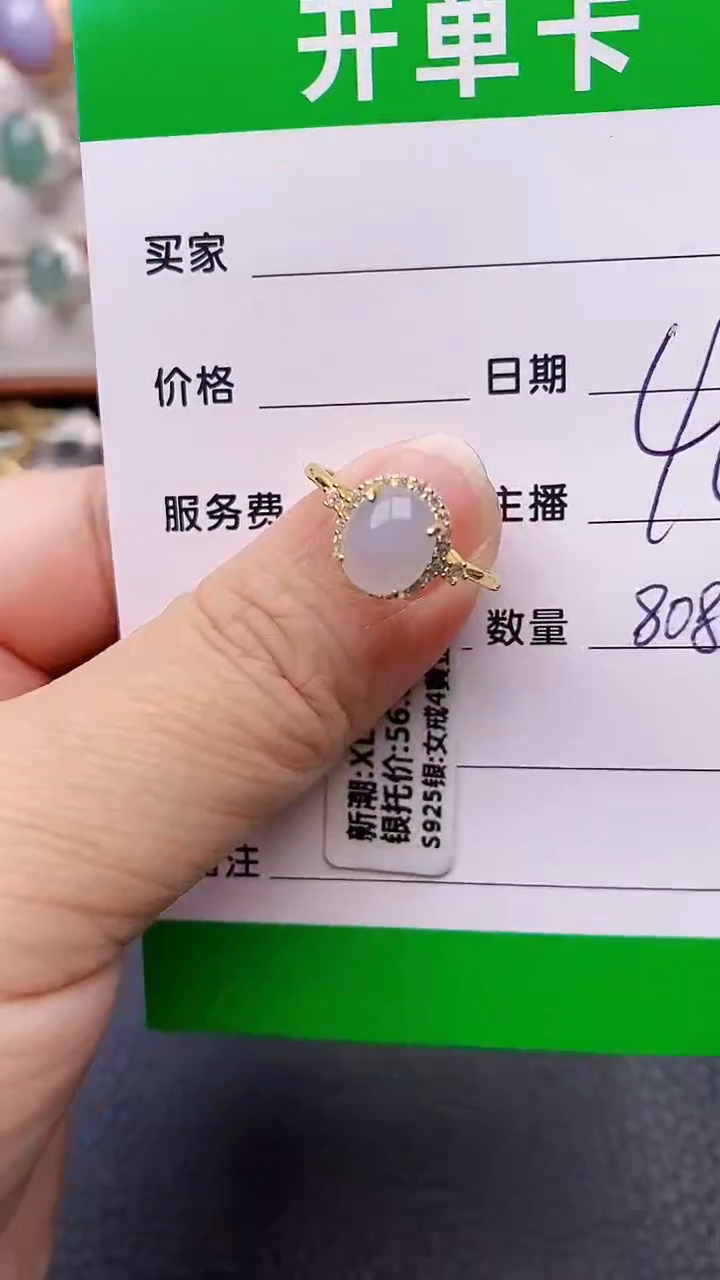 开单卡
买家
价格 日期
服务费 主播
数量 808
注
新潮:XL
银托价:56.
S925银:女戒4